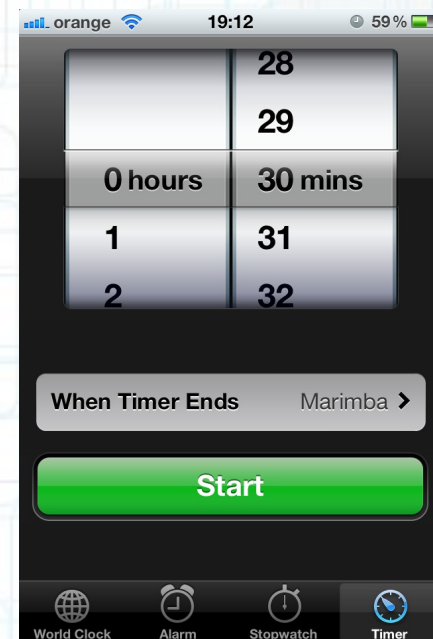 orange 19:12 59%
28
29
0 hours 30 mins
1 31
2 32
When Timer Ends Marimba
Start
World Clock Alarm Stopwatch Timer